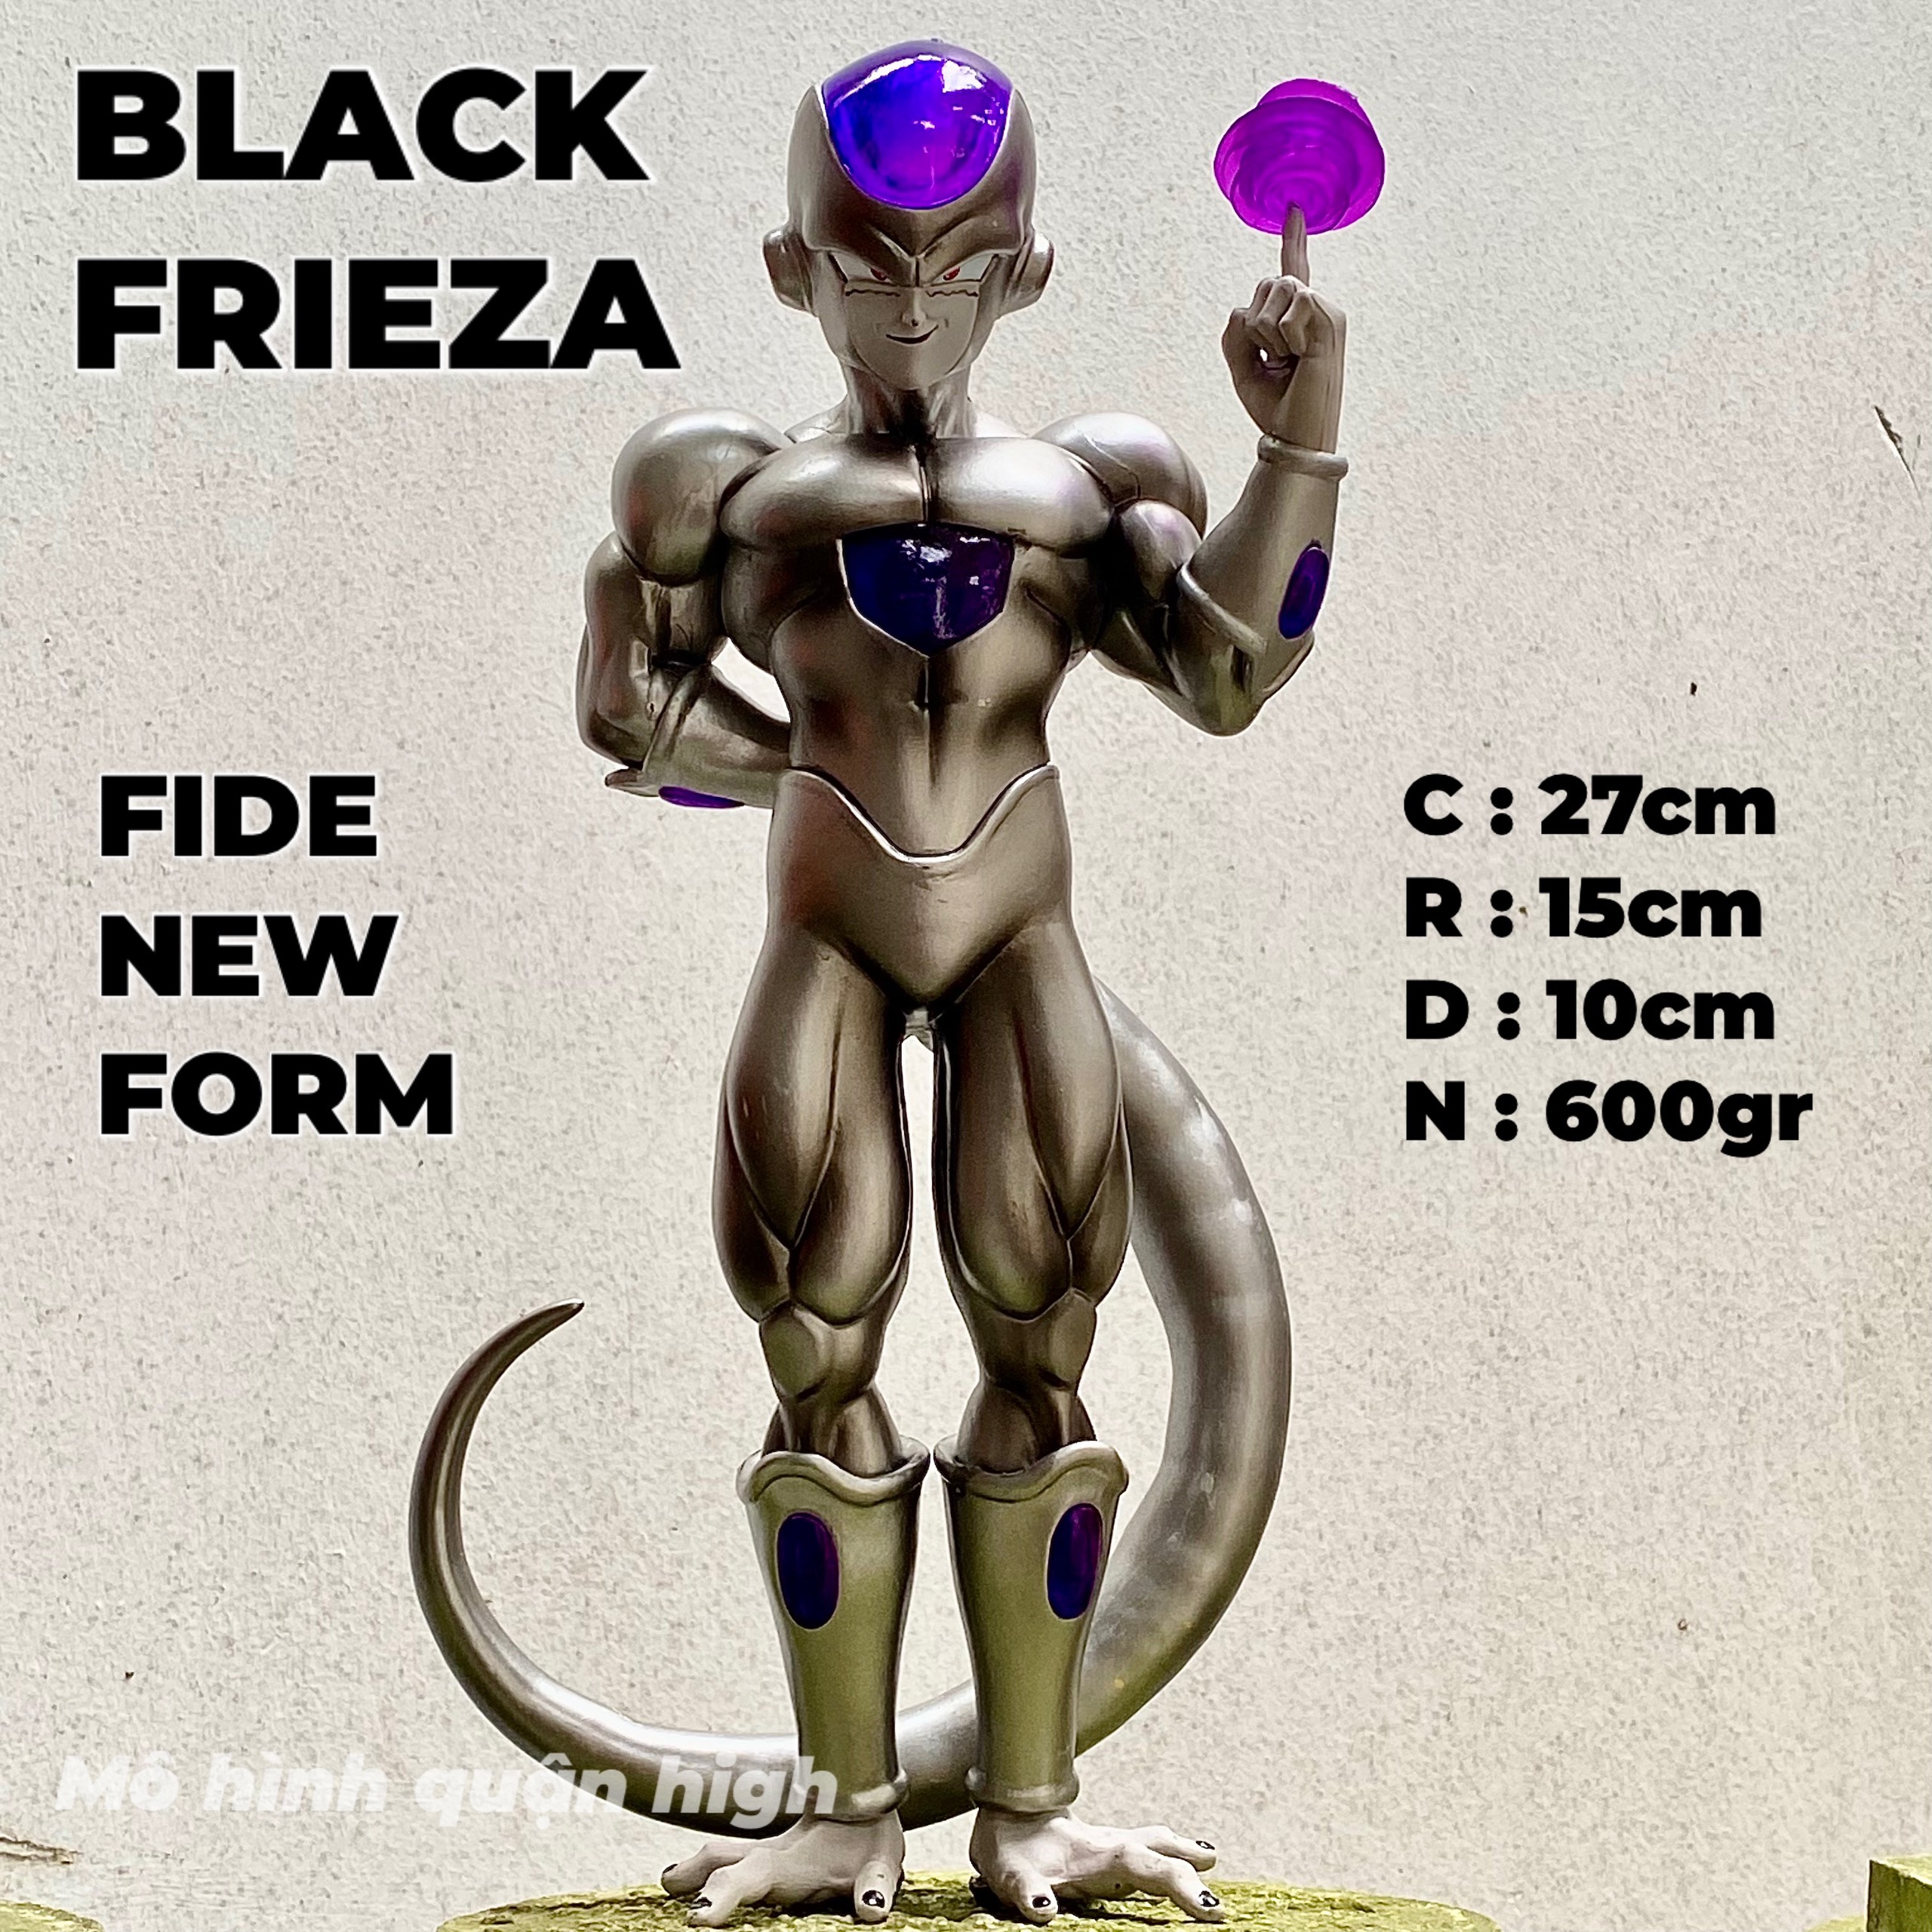 BLACK
FRIEZA
FIDE
NEW
FORM
C : 27cm
R : 15cm
D : 10cm
N : 600gr
Mô hình quận high